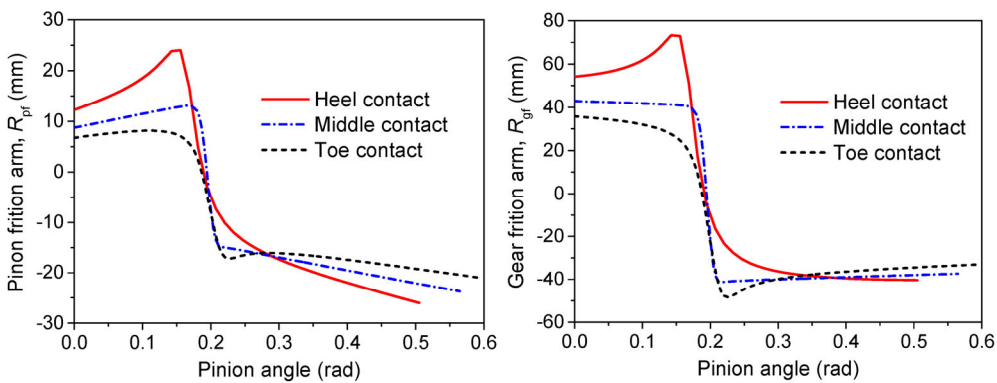 30
20
10
0
-10
-20
-30
Pinon frition arm, Rpf (mm)
Heel contact
Middle contact
Toe contact
0.0 0.1 0.2 0.3 0.4 0.5 0.6
Pinion angle (rad)
80
60
40
20
0
-20
-40
-60
Gear frition arm, Rgf (mm)
Heel contact
Middle contact
Toe contact
0.0 0.1 0.2 0.3 0.4 0.5 0.6
Pinion angle (rad)